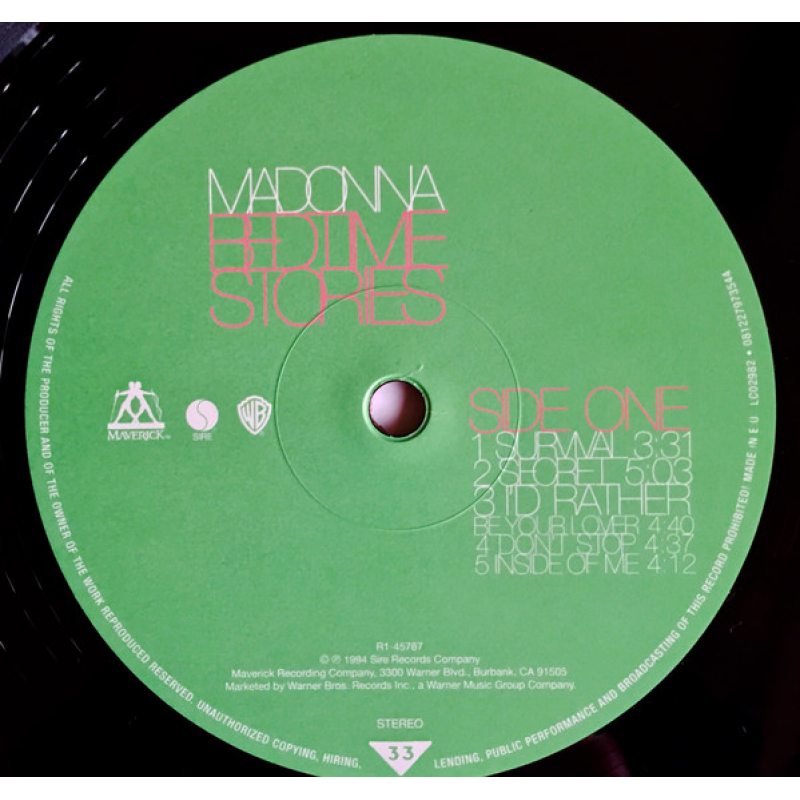 MADONNA
BEDTIME
STORIES
MAVERICK™
SIRE
WB
SIDE ONE
1 SURVIVAL 3:31
2 SECRET 5:03
3 I'D RATHER
BE YOUR LOVER 4:40
4 DON'T STOP 4:37
5 INSIDE OF ME 4:12
R1-45767
© ℗ 1994 Sire Records Company
Maverick Recording Company, 3300 Warner Blvd., Burbank, CA 91505
Marketed by Warner Bros. Records Inc., a Warner Music Group Company.
STEREO
33
ALL RIGHTS OF THE PRODUCER AND OF THE OWNER OF THE WORK REPRODUCED RESERVED. UNAUTHORIZED COPYING, HIRING, LENDING, PUBLIC PERFORMANCE AND BROADCASTING OF THIS RECORD PROHIBITED! MADE IN E U LC02982 • 081227973544